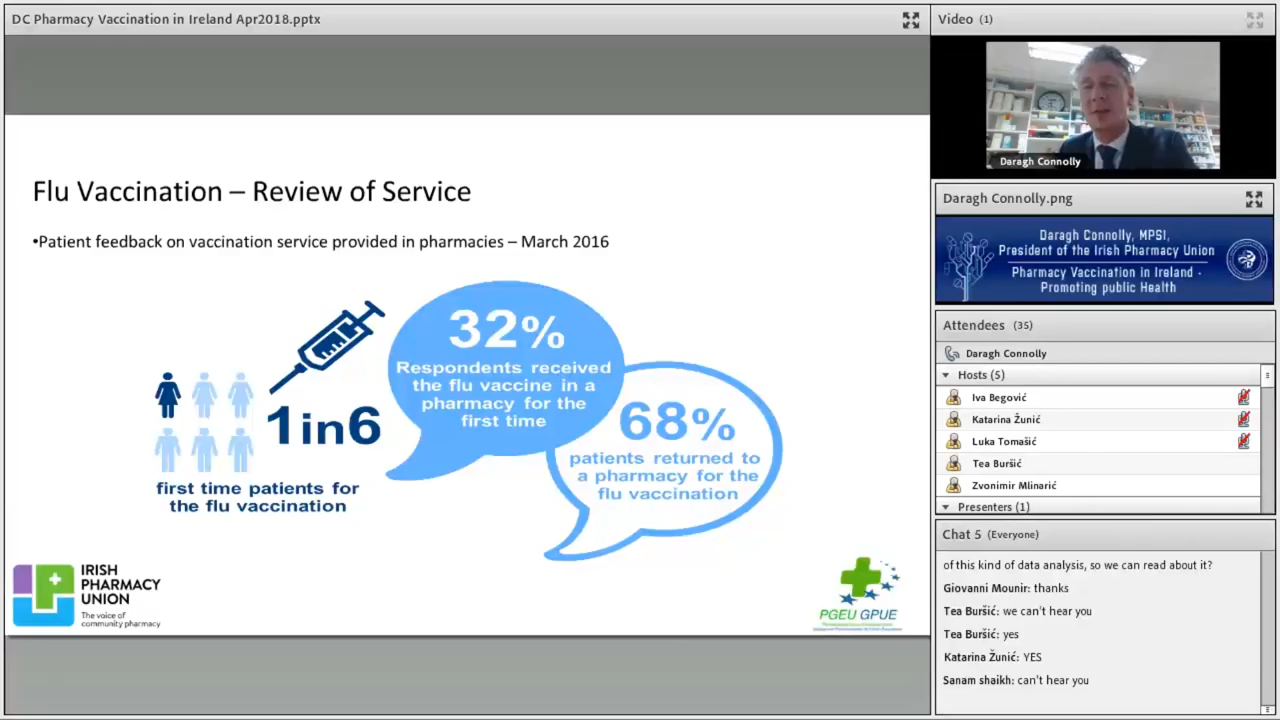 DC Pharmacy Vaccination in Ireland Apr2018.pptx
Flu Vaccination – Review of Service
•Patient feedback on vaccination service provided in pharmacies – March 2016
1in6
first time patients for
the flu vaccination
32%
Respondents received
the flu vaccine in a
pharmacy for the
first time
68%
patients returned to
a pharmacy for the
flu vaccination
IRISH
PHARMACY
UNION
The voice of
community pharmacy
PGEU GPUE
Video (1)
Daragh Connolly
Daragh Connolly.png
Daragh Connolly, MPSI,
President of the Irish Pharmacy Union
Pharmacy Vaccination in Ireland -
Promoting public Health
Attendees (35)
Daragh Connolly
Hosts (5)
Iva Begović
Katarina Žunić
Luka Tomašić
Tea Buršić
Zvonimir Mlinarić
Presenters (1)
Chat 5 (Everyone)
of this kind of data analysis, so we can read about it?
Giovanni Mounir: thanks
Tea Buršić: we can't hear you
Tea Buršić: yes
Katarina Žunić: YES
Sanam shaikh: can't hear you